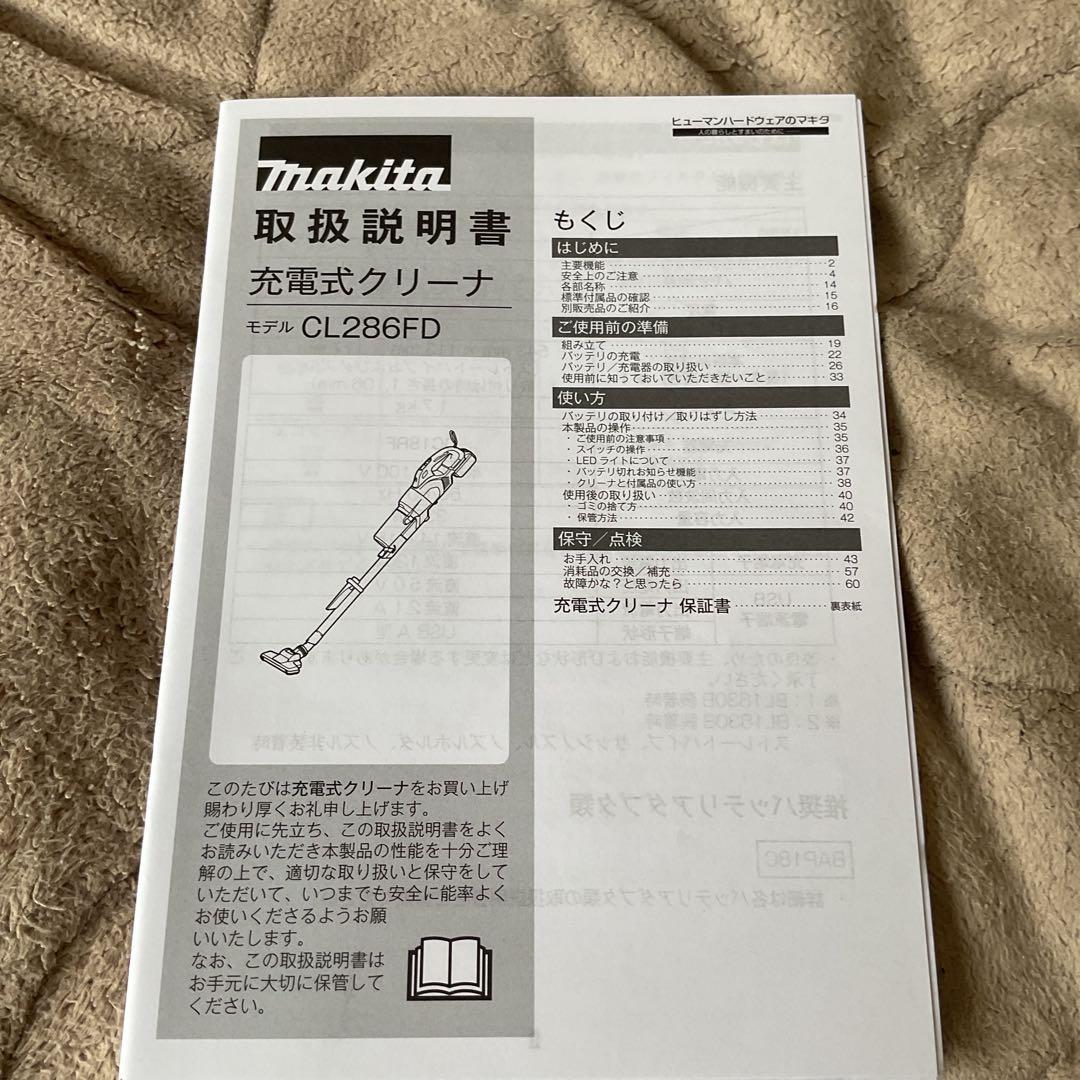 makita
取扱説明書
充電式クリーナ
モデル CL286FD
このたびは充電式クリーナをお買い上げ
賜わり厚くお礼申し上げます。
ご使用に先立ち、この取扱説明書をよく
お読みいただき本製品の性能を十分ご理
解の上で、適切な取り扱いと保守をして
いただいて、いつまでも安全に能率よく
お使いくださるようお願
いいたします。
なお、この取扱説明書は
お手元に大切に保管して
ください。
ヒューマンハードウェアのマキタ
人の暮らしとすまいのために
もくじ
はじめに
主要機能 2
安全上のご注意 4
各部名称 14
標準付属品の確認 15
別販売品のご紹介 16
ご使用前の準備
組み立て 19
バッテリの充電 22
バッテリ／充電器の取り扱い 26
使用前に知っておいていただきたいこと 33
使い方
バッテリの取り付け／取りはずし方法 34
本製品の操作 35
・ ご使用前の注意事項 35
・ スイッチの操作 36
・ LEDライトについて 37
・ バッテリ切れお知らせ機能 37
・ クリーナと付属品の使い方 38
使用後の取り扱い 40
・ ゴミの捨て方 40
・ 保管方法 42
保守／点検
お手入れ 43
消耗品の交換／補充 57
故障かな？と思ったら 60
充電式クリーナ 保証書 裏表紙